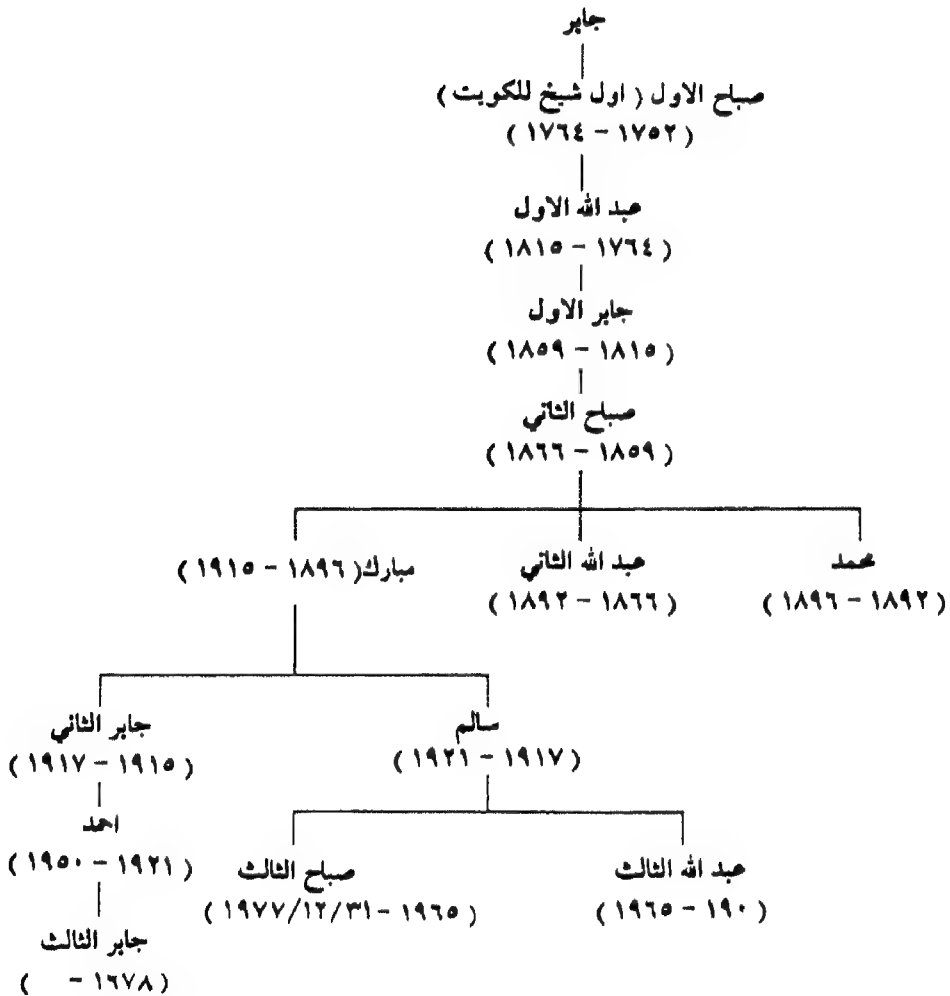 جابر
صباح الاول ( اول شيخ للكويت )
( ١٧٥٢ - ١٧٦٤ )
عبد الله الاول
( ١٧٦٤ - ١٨١٥ )
جابر الاول
( ١٨١٥ - ١٨٥٩ )
صباح الثاني
( ١٨٥٩ - ١٨٦٦ )
محمد
( ١٨٩٢ - ١٨٩٦ )
عبد الله الثاني
( ١٨٦٦ - ١٨٩٢ )
مبارك( ١٨٩٦ - ١٩١٥ )
سالم
( ١٩١٧ - ١٩٢١ )
جابر الثاني
( ١٩١٥ - ١٩١٧ )
عبد الله الثالث
( ١٩٠ - ١٩٦٥ )
صباح الثالث
( ١٩٦٥ - ١٩٧٧/١٢/٣١ )
احمد
( ١٩٢١ - ١٩٥٠ )
جابر الثالث
( ١٦٧٨ - )